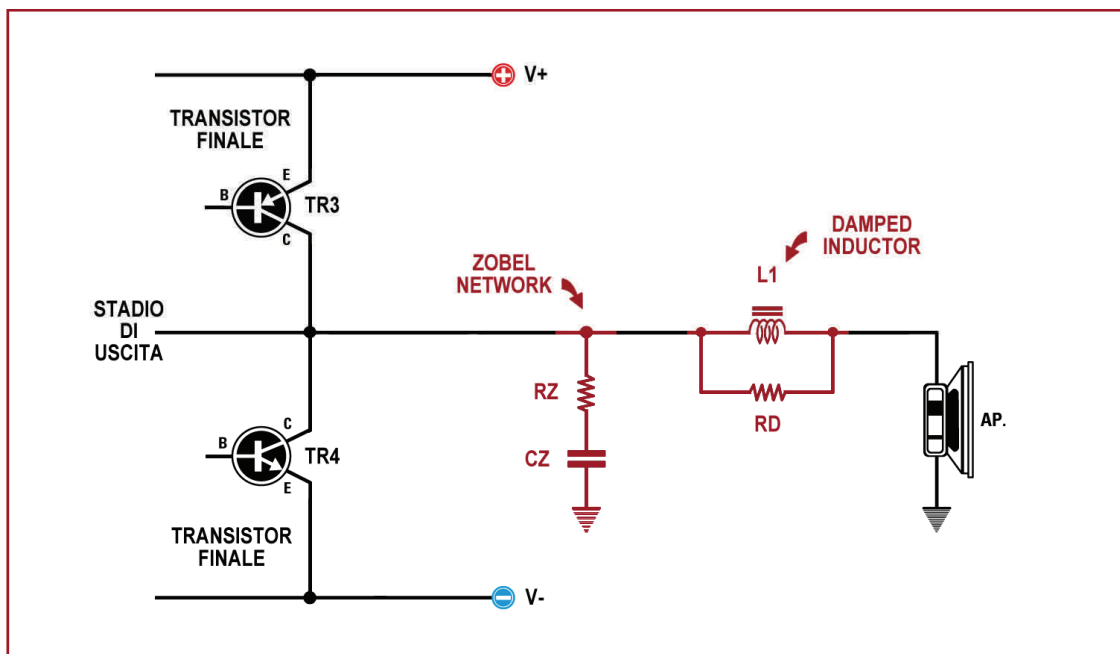 V+
TRANSISTOR
FINALE
E
B
TR3
C
DAMPED
INDUCTOR
ZOBEL
NETWORK
L1
STADIO
DI
USCITA
RZ
RD
AP.
C
B
TR4
CZ
E
TRANSISTOR
FINALE
V-